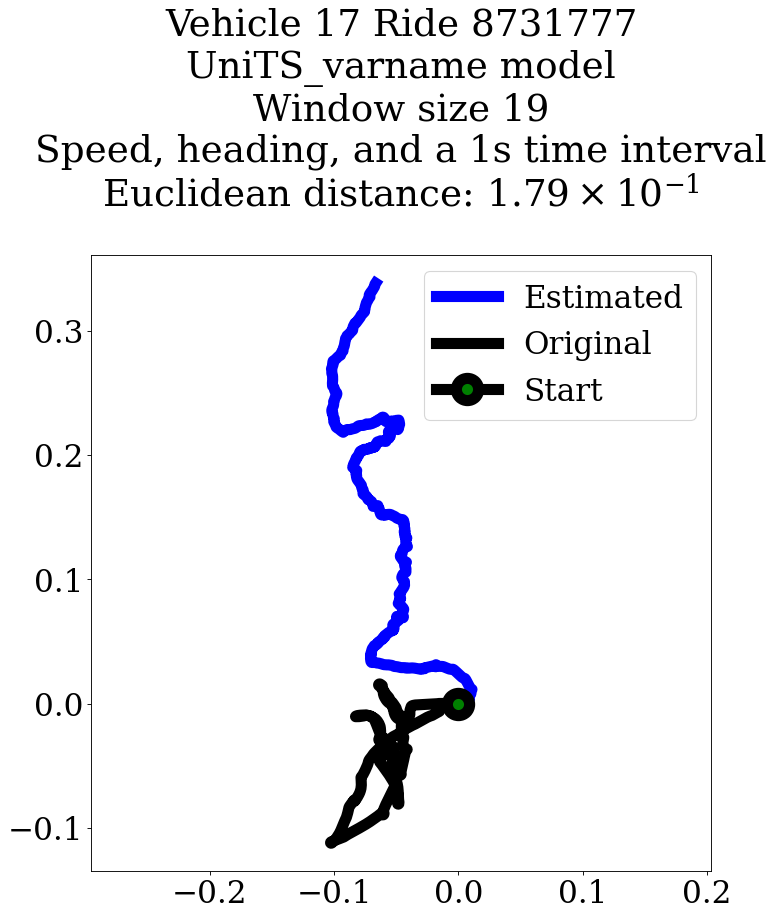 Vehicle 17 Ride 8731777
UniTS_varname model
Window size 19
Speed, heading, and a 1s time interval
Euclidean distance: 1.79 × 10⁻¹
Estimated
Original
Start
0.3
0.2
0.1
0.0
−0.1
−0.2
−0.1
0.0
0.1
0.2